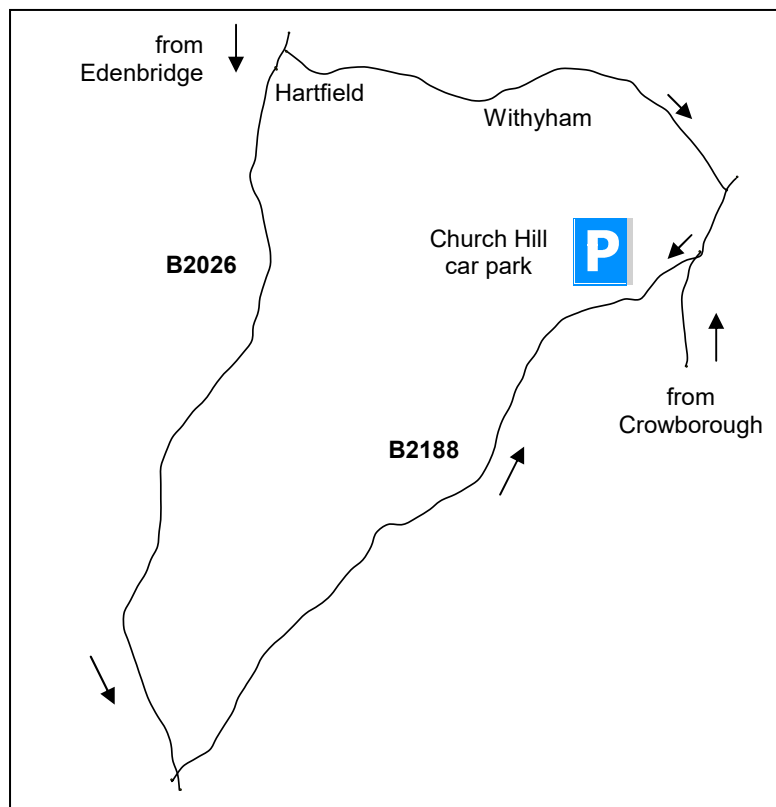 from
Edenbridge
Hartfield
Withyham
Church Hill
car park
P
B2026
from
Crowborough
B2188